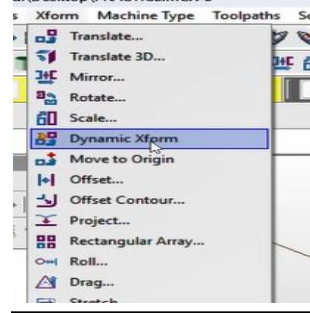 Xform Machine Type Toolpaths
Translate...
Translate 3D...
Mirror...
Rotate...
Scale...
Dynamic Xform
Move to Origin
Offset...
Offset Contour...
Project...
Rectangular Array...
Roll...
Drag...
Stretch